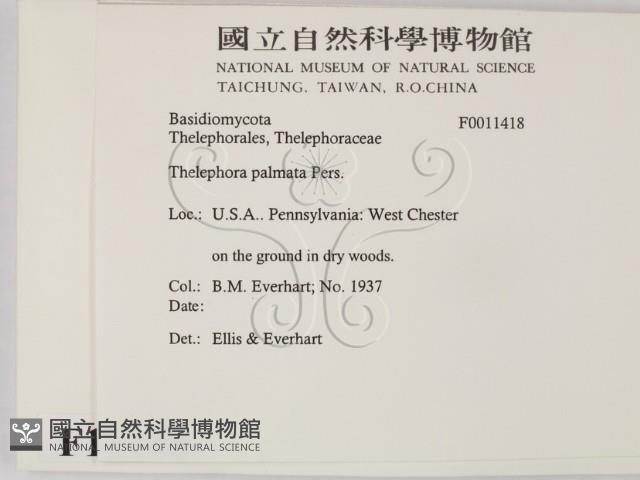 國立自然科學博物館
NATIONAL MUSEUM OF NATURAL SCIENCE
TAICHUNG, TAIWAN, R.O.CHINA
Basidiomycota F0011418
Thelephorales, Thelephoraceae
Thelephora palmata Pers.
Loc.: U.S.A.. Pennsylvania: West Chester
on the ground in dry woods.
Col.: B.M. Everhart; No. 1937
Date:
Det.: Ellis & Everhart
F1
國立自然科學博物館
NATIONAL MUSEUM OF NATURAL SCIENCE